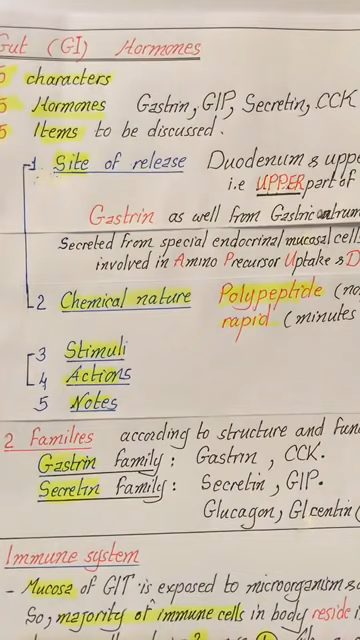 Gut (GI) Hormones
5 characters
5 Hormones Gastrin, GIP, Secretin, CCK
5 Items to be discussed.
1 Site of release Duodenum & uppe
i.e UPPER part of
Gastrin as well from Gastric antrum
Secreted from special endocrinal mucosal cells
involved in Amino Precursor Uptake & D
2 Chemical nature Polypeptide (no
rapid (minutes
3 Stimuli
4 Actions
5 Notes
2 Families according to structure and fun
Gastrin family: Gastrin, CCK.
Secretin family: Secretin, GIP.
Glucagon, Glicentin (
Immune system
- Mucosa of GIT is exposed to microorganism &
So, majority of immune cells in body reside i